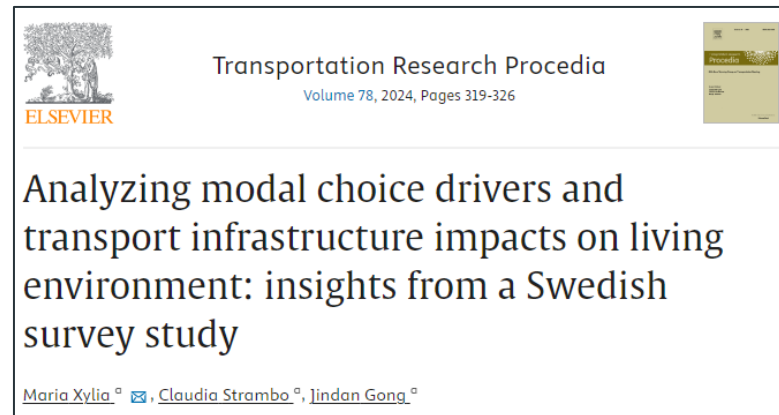 Transportation Research Procedia
Volume 78, 2024, Pages 319-326
ELSEVIER
Procedia
Analyzing modal choice drivers and
transport infrastructure impacts on living
environment: insights from a Swedish
survey study
Maria Xylia ᵃ, Claudia Strambo ᵃ, Jindan Gong ᵃ